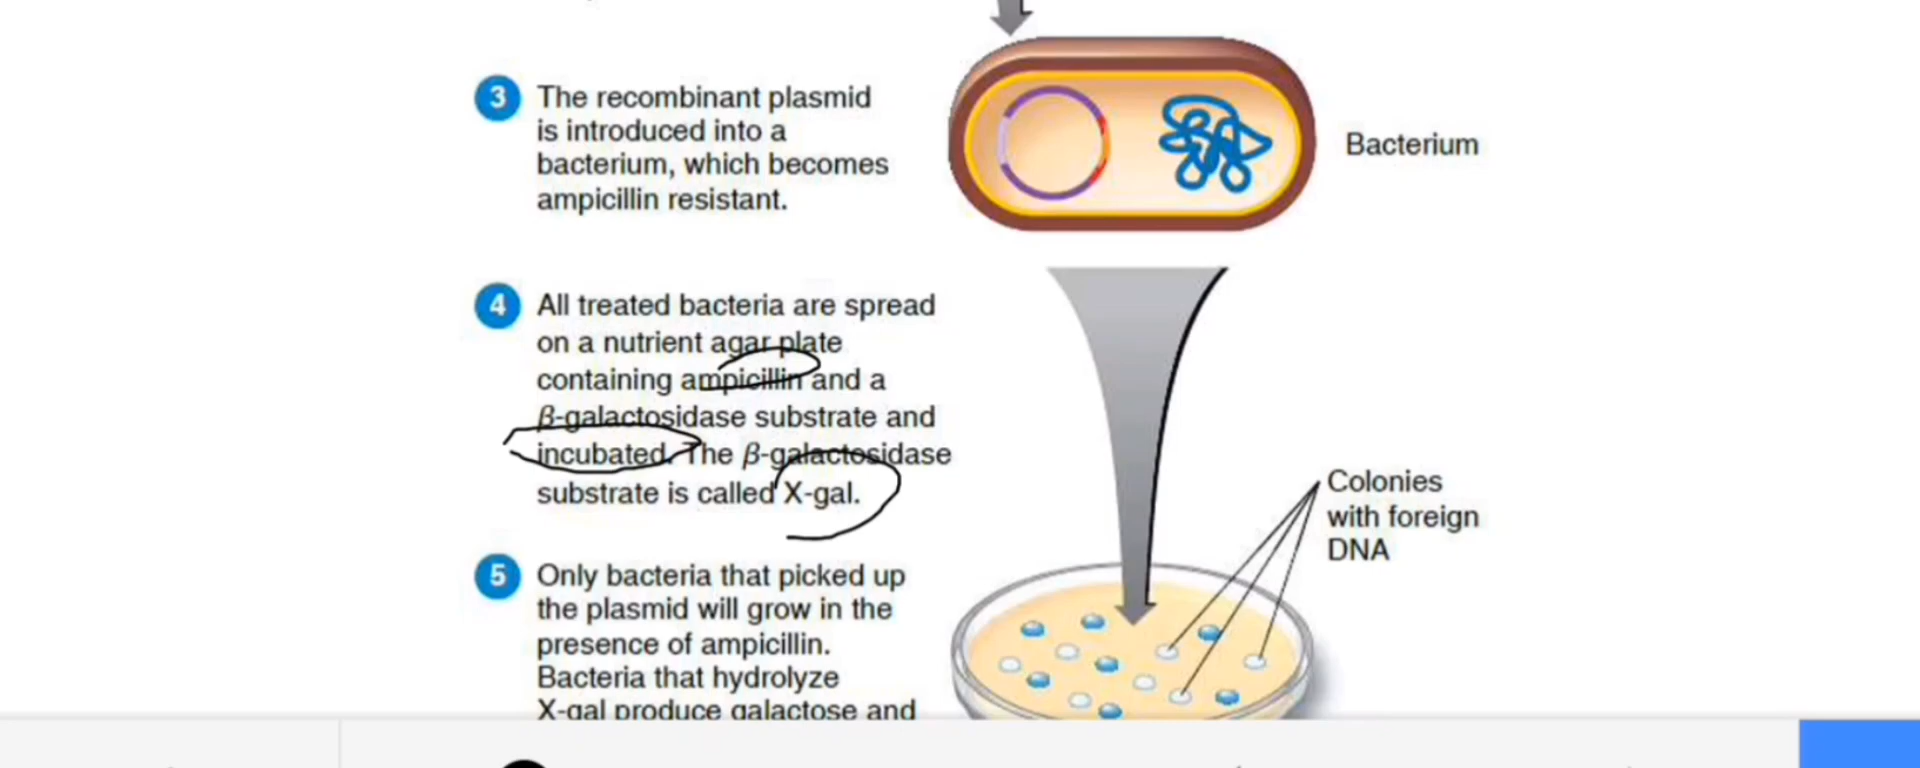 3 The recombinant plasmid
is introduced into a
bacterium, which becomes
ampicillin resistant.
Bacterium
4 All treated bacteria are spread
on a nutrient agar plate
containing ampicillin and a
β-galactosidase substrate and
incubated. The β-galactosidase
substrate is called X-gal.
Colonies
with foreign
DNA
5 Only bacteria that picked up
the plasmid will grow in the
presence of ampicillin.
Bacteria that hydrolyze
X-gal produce galactose and